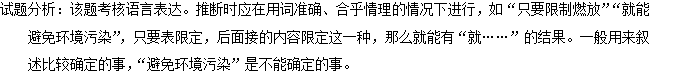 试题分析：该题考核语言表达。推断时应在用词准确、合乎情理的情况下进行，如“只要限制燃放”“就能
避免环境污染”，只要表限定，后面接的内容限定这一种，那么就能有“就……”的结果。一般用来叙
述比较确定的事，“避免环境污染”是不能确定的事。